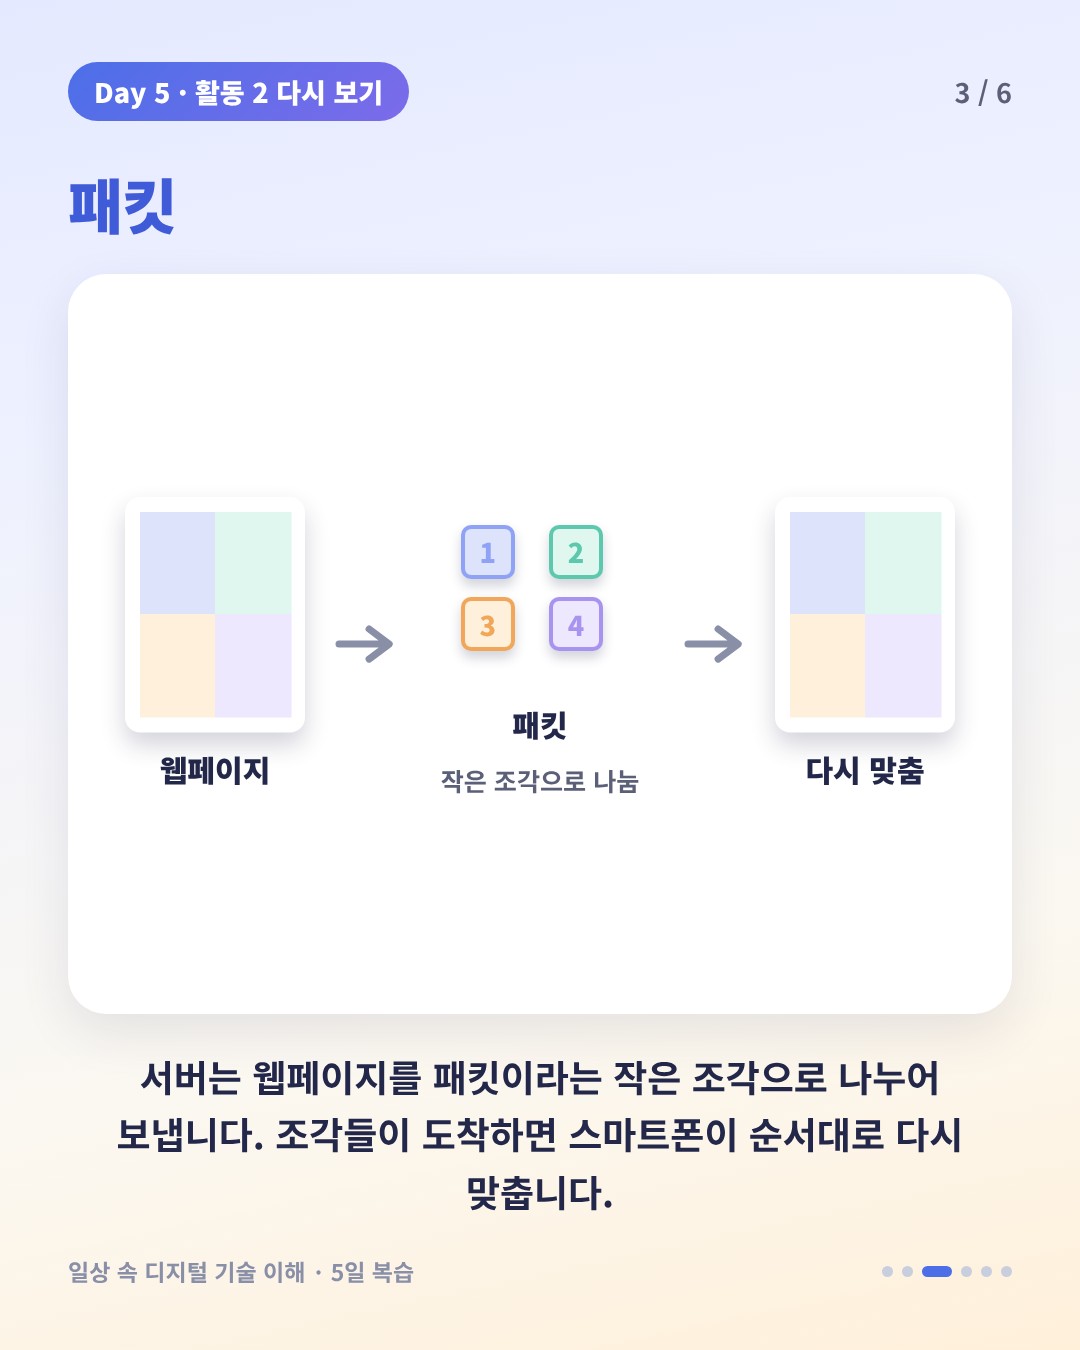 Day 5 · 활동 2 다시 보기
3 / 6
패킷
1
2
3
4
패킷
작은 조각으로 나눔
웹페이지
다시 맞춤
서버는 웹페이지를 패킷이라는 작은 조각으로 나누어
보냅니다. 조각들이 도착하면 스마트폰이 순서대로 다시
맞춥니다.
일상 속 디지털 기술 이해 · 5일 복습